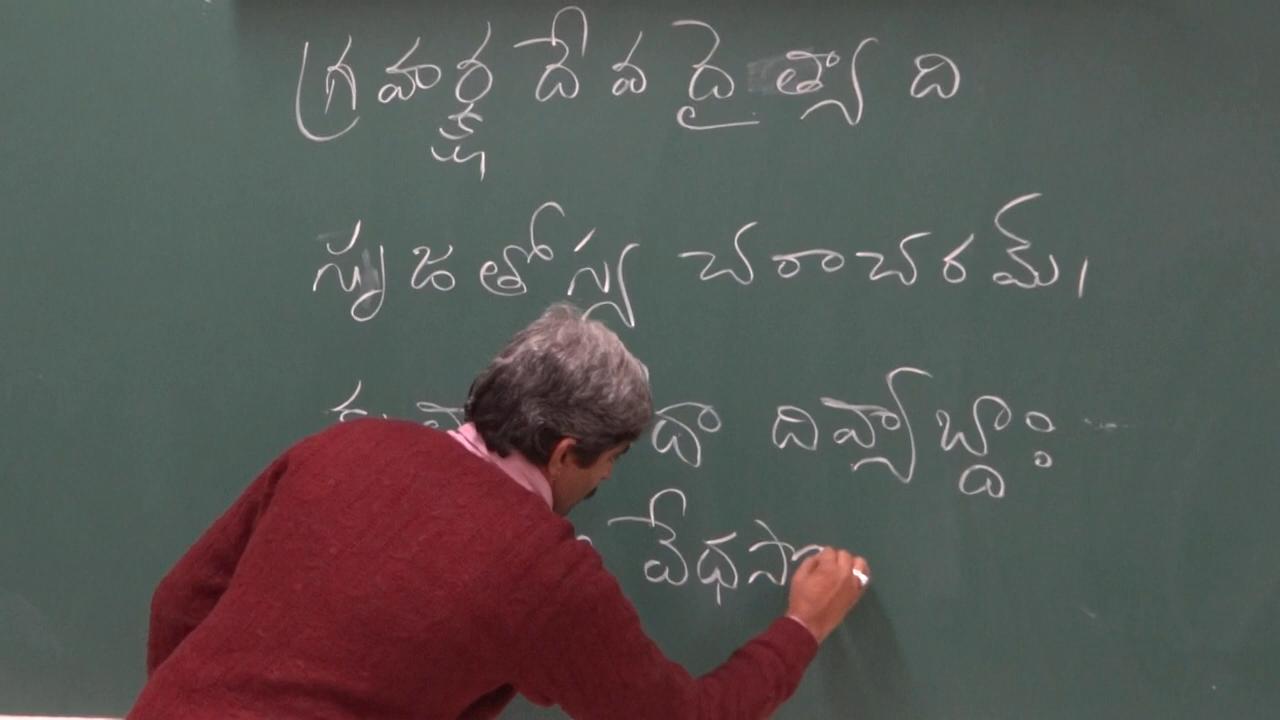 గ్రహర్క్ష దేవ దైత్యాది
సృజతోస్య చరాచరమ్।
దా దివ్యాబ్దాః
వేధసా